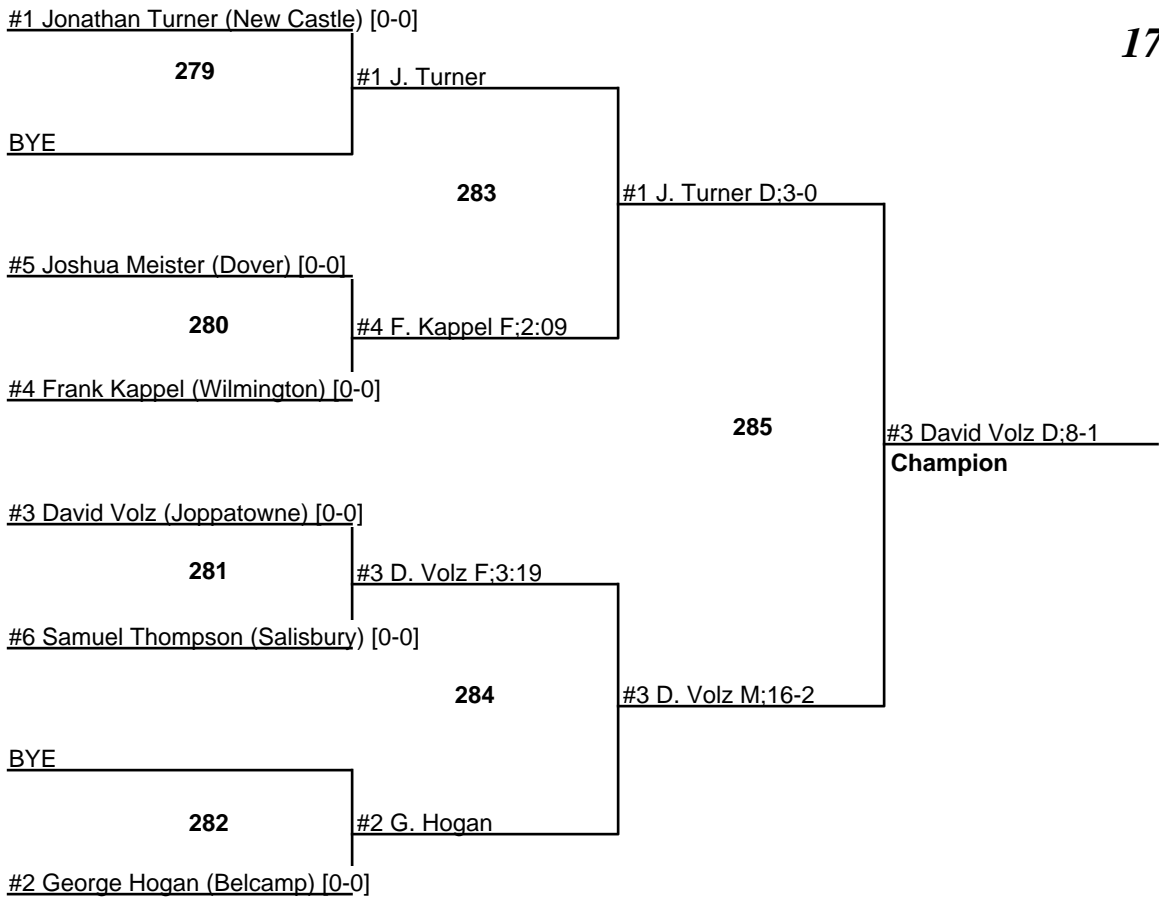 #1 Jonathan Turner (New Castle) [0-0]
17
279
#1 J. Turner
BYE
283
#1 J. Turner D;3-0
#5 Joshua Meister (Dover) [0-0]
280
#4 F. Kappel F;2:09
#4 Frank Kappel (Wilmington) [0-0]
285
#3 David Volz D;8-1
Champion
#3 David Volz (Joppatowne) [0-0]
281
#3 D. Volz F;3:19
#6 Samuel Thompson (Salisbury) [0-0]
284
#3 D. Volz M;16-2
BYE
282
#2 G. Hogan
#2 George Hogan (Belcamp) [0-0]